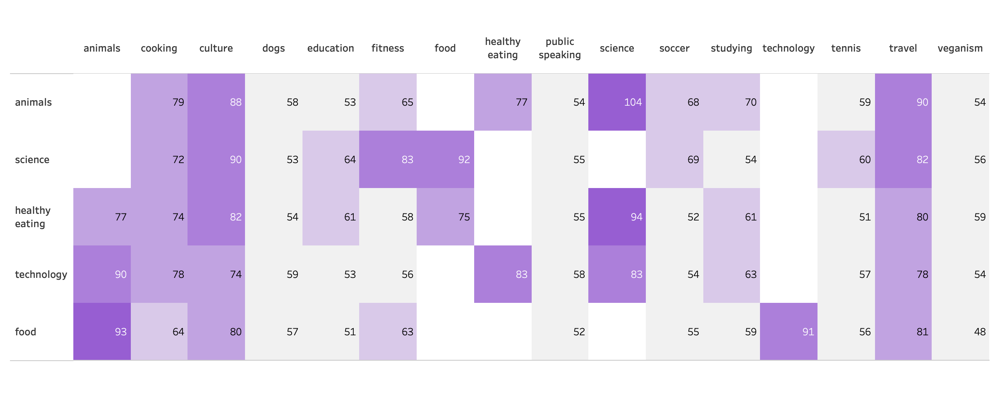 animals cooking culture dogs education fitness food healthy eating public speaking science soccer studying technology tennis travel veganism
animals 79 88 58 53 65 77 54 104 68 70 59 90 54
science 72 90 53 64 83 92 55 69 54 60 82 56
healthy eating 77 74 82 54 61 58 75 55 94 52 61 51 80 59
technology 90 78 74 59 53 56 83 58 83 54 63 57 78 54
food 93 64 80 57 51 63 52 55 59 91 56 81 48